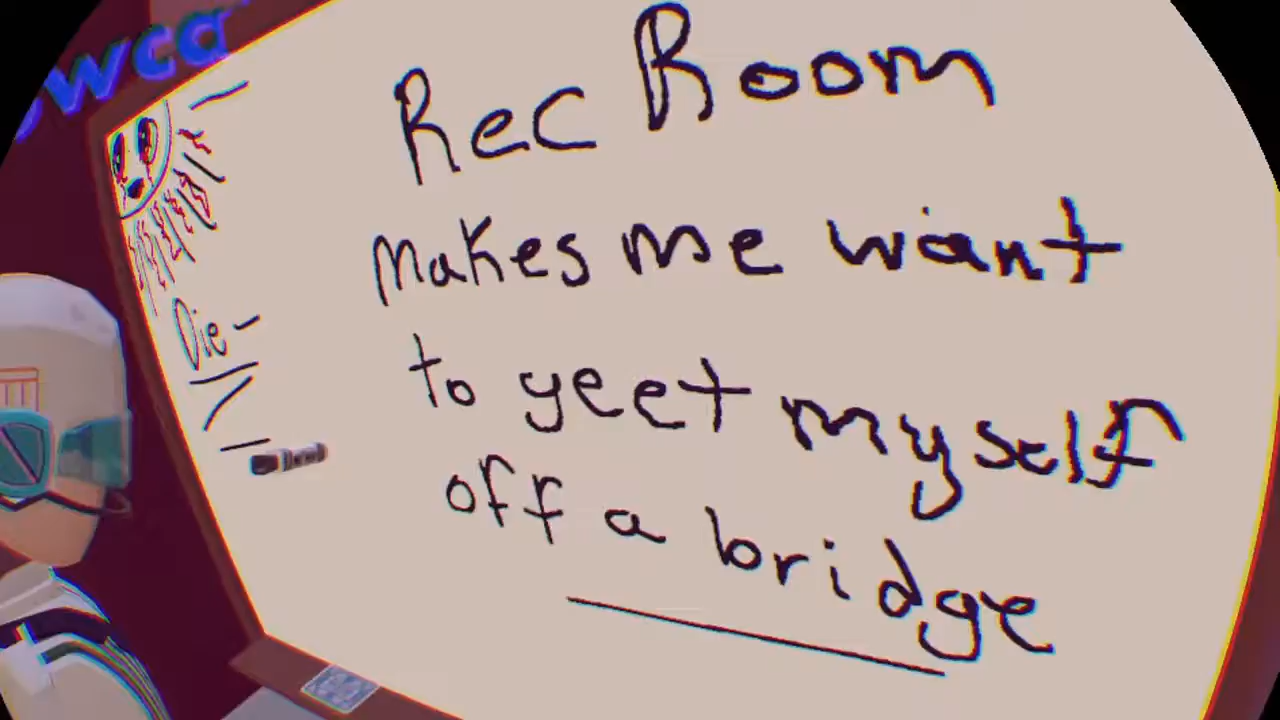 Rec Room
makes me want
to yeet myself
off a bridge
Die